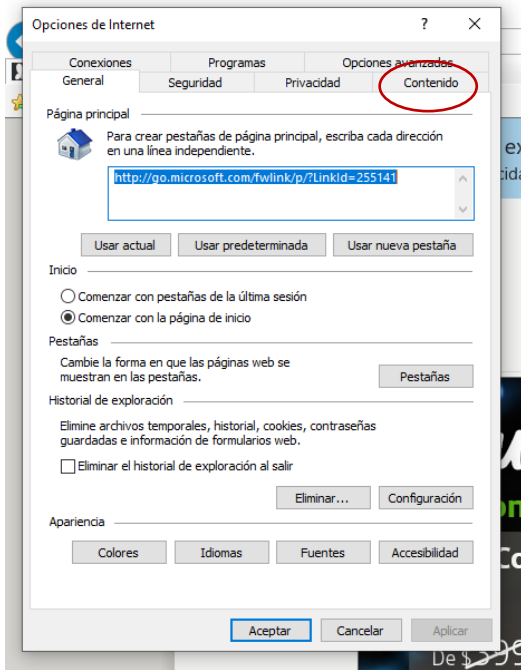 Opciones de Internet ? ×
Conexiones Programas Opciones avanzadas
General Seguridad Privacidad Contenido
Página principal
Para crear pestañas de página principal, escriba cada dirección
en una línea independiente.
http://go.microsoft.com/fwlink/p/?LinkId=255141
Usar actual Usar predeterminada Usar nueva pestaña
Inicio
Comenzar con pestañas de la última sesión
Comenzar con la página de inicio
Pestañas
Cambie la forma en que las páginas web se
muestran en las pestañas.
Pestañas
Historial de exploración
Elimine archivos temporales, historial, cookies, contraseñas
guardadas e información de formularios web.
Eliminar el historial de exploración al salir
Eliminar... Configuración
Apariencia
Colores Idiomas Fuentes Accesibilidad
Aceptar Cancelar Aplicar
De $399